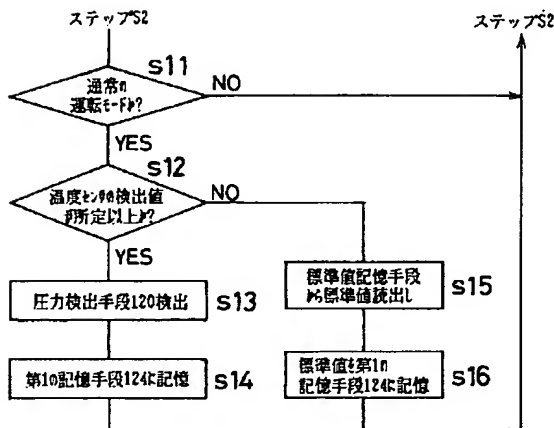 ステップS2
ステップS2
s11
通常の
運転モードか?
NO
YES
s12
温度センサの検出値
が所定以上か?
NO
YES
圧力検出手段120検出
s13
標準値記憶手段
から標準値読出し
s15
第1の記憶手段124に記憶
s14
標準値を第1の
記憶手段124に記憶
s16